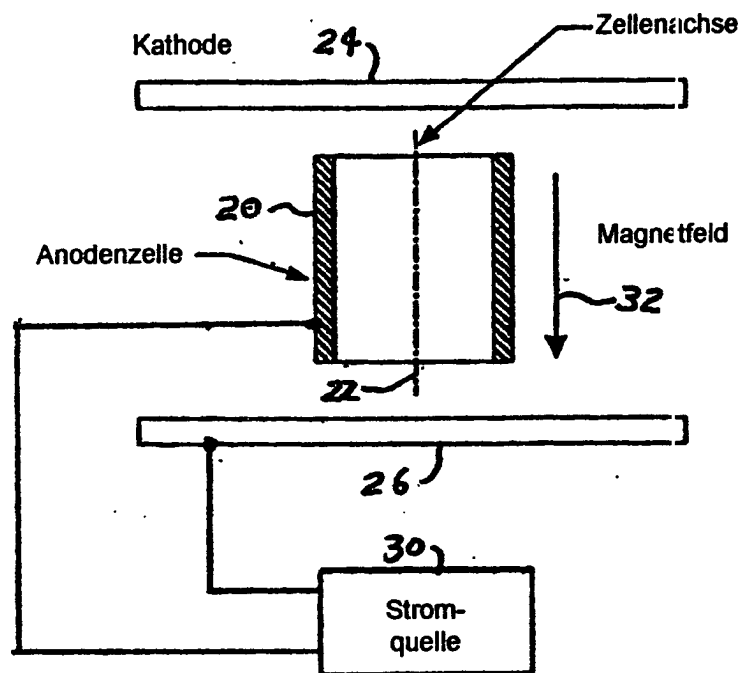 Kathode
24
Zellenachse
20
Anodenzelle
Magnetfeld
32
22
26
30
Strom-
quelle